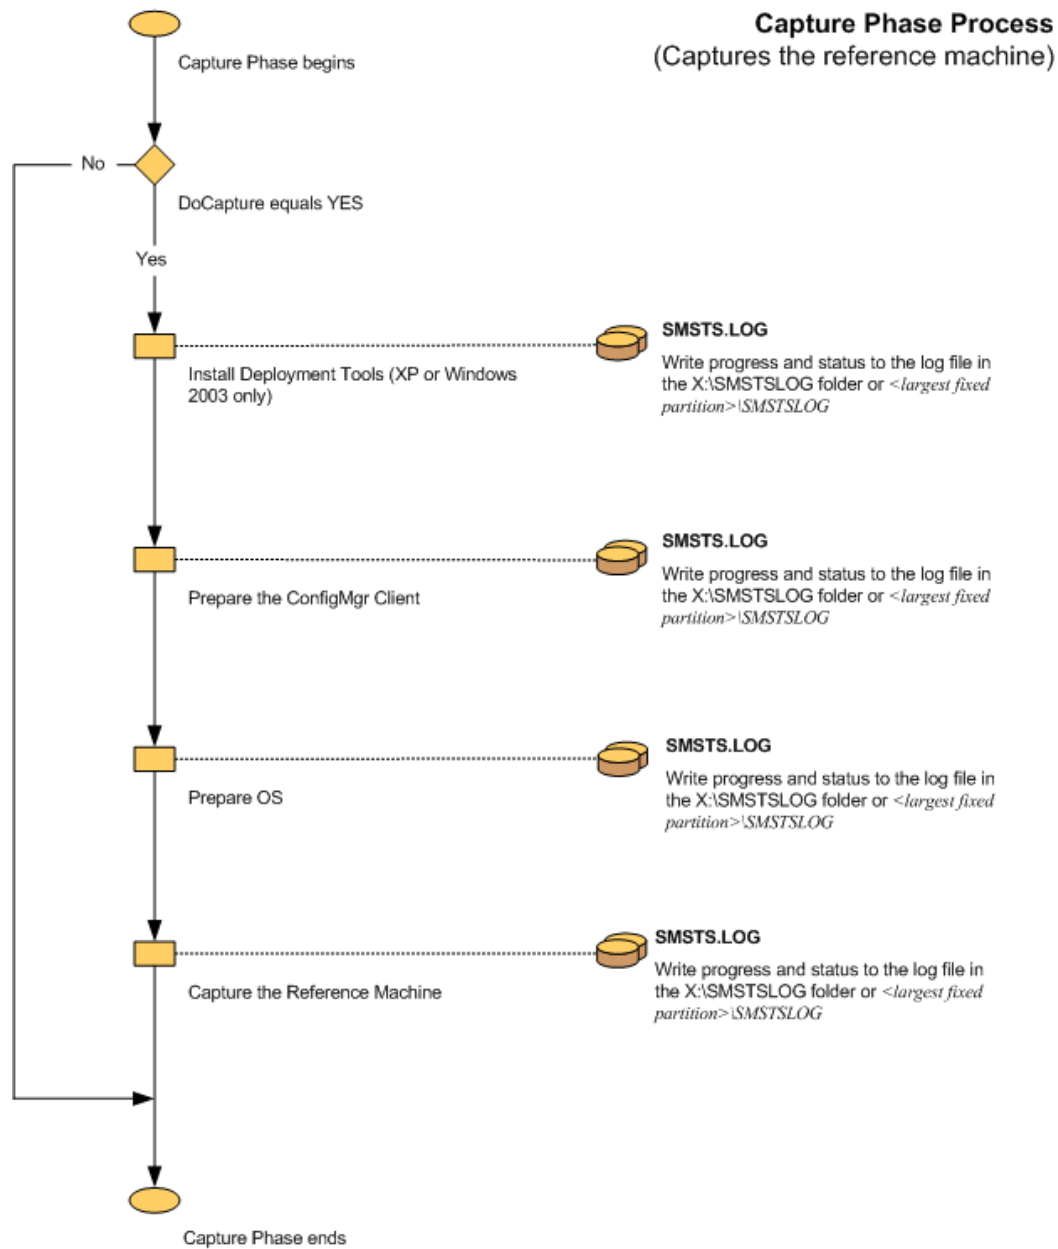 Capture Phase Process
(Captures the reference machine)
Capture Phase begins
No
DoCapture equals YES
Yes
SMSTS.LOG
Write progress and status to the log file in
the X:\SMSTSLOG folder or <largest fixed
partition>\SMSTSLOG
Install Deployment Tools (XP or Windows
2003 only)
SMSTS.LOG
Write progress and status to the log file in
the X:\SMSTSLOG folder or <largest fixed
partition>\SMSTSLOG
Prepare the ConfigMgr Client
SMSTS.LOG
Write progress and status to the log file in
the X:\SMSTSLOG folder or <largest fixed
partition>\SMSTSLOG
Prepare OS
SMSTS.LOG
Write progress and status to the log file in
the X:\SMSTSLOG folder or <largest fixed
partition>\SMSTSLOG
Capture the Reference Machine
Capture Phase ends